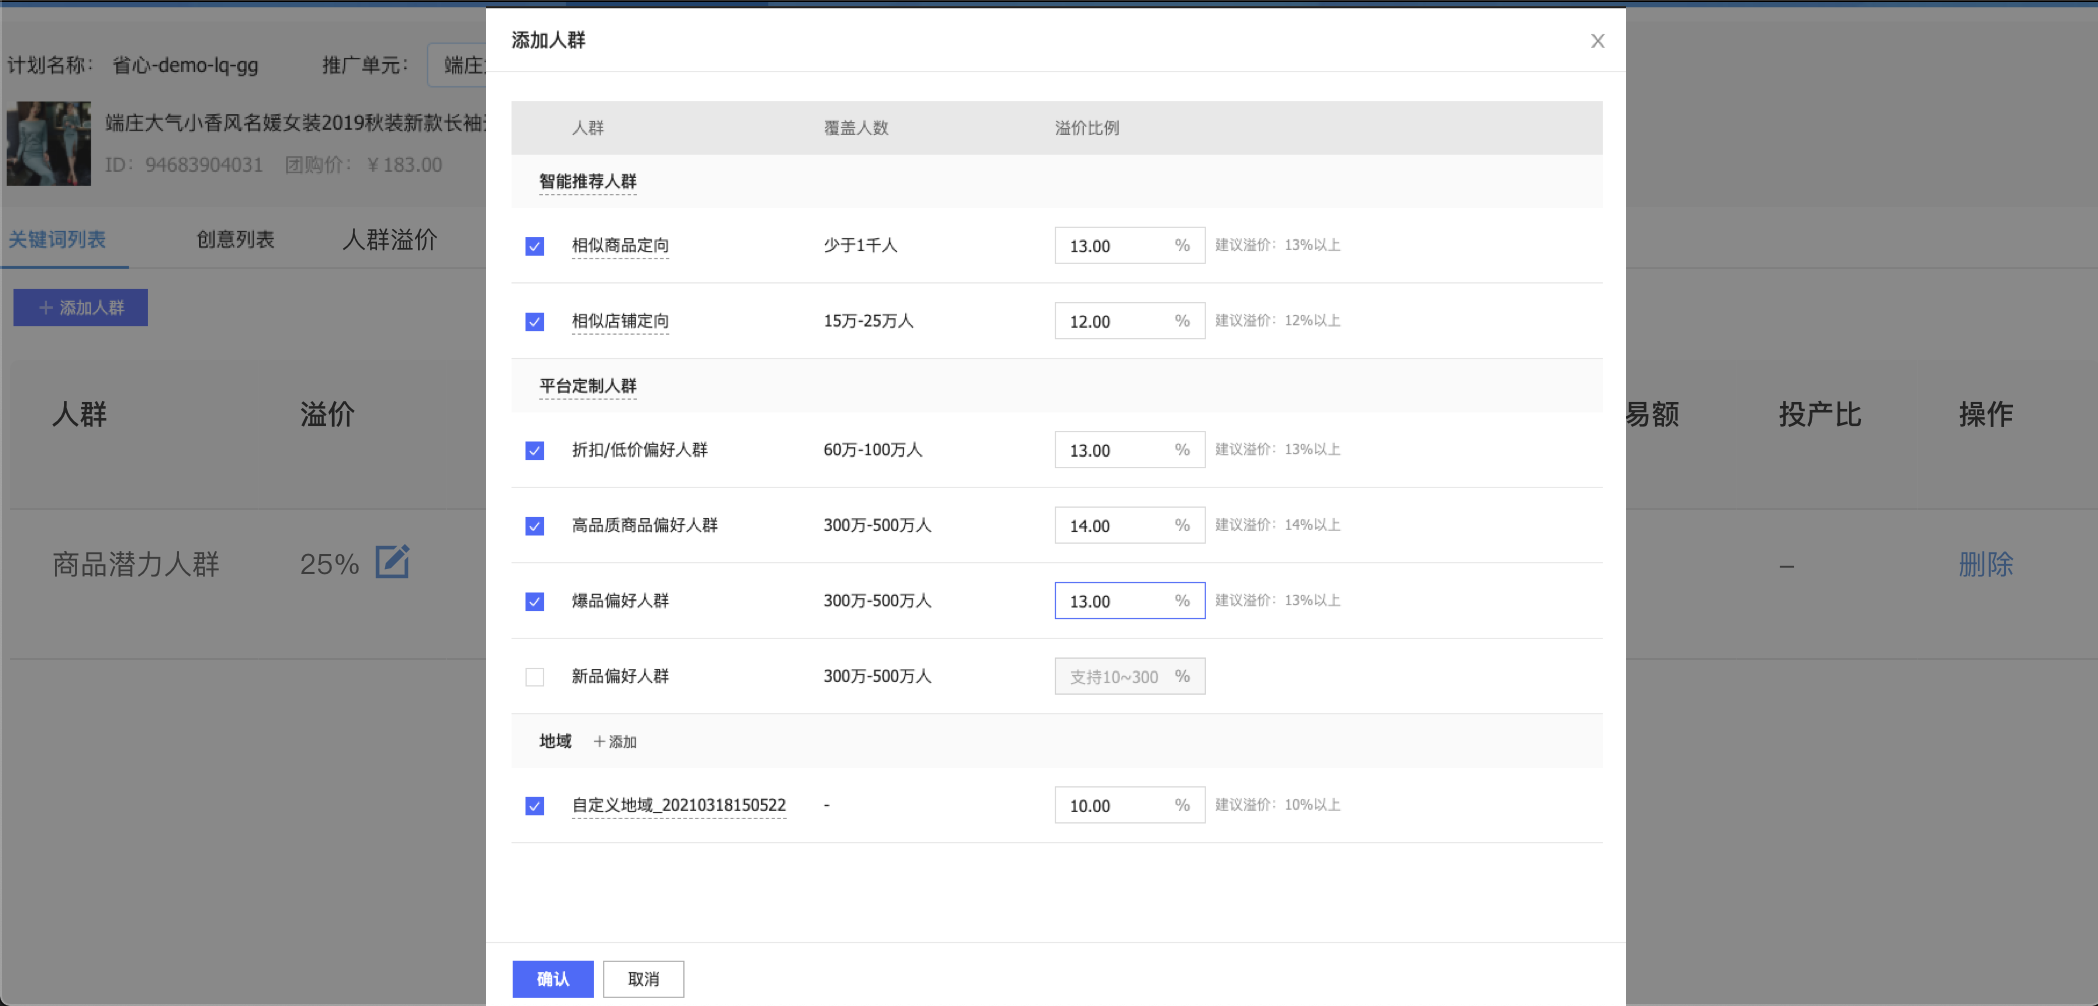 计划名称： 省心-demo-lq-gg 推广单元： 端庄
端庄大气小香风名媛女装2019秋装新款长袖
ID： 94683904031 团购价： ￥183.00
关键词列表 创意列表 人群溢价
+ 添加人群
人群 溢价 易额 投产比 操作
商品潜力人群 25% – 删除
添加人群 X
人群 覆盖人数 溢价比例
智能推荐人群
相似商品定向 少于1千人 13.00 % 建议溢价：13%以上
相似店铺定向 15万-25万人 12.00 % 建议溢价：12%以上
平台定制人群
折扣/低价偏好人群 60万-100万人 13.00 % 建议溢价：13%以上
高品质商品偏好人群 300万-500万人 14.00 % 建议溢价：14%以上
爆品偏好人群 300万-500万人 13.00 % 建议溢价：13%以上
新品偏好人群 300万-500万人 支持10~300 %
地域 +添加
自定义地域_20210318150522 - 10.00 % 建议溢价：10%以上
确认 取消